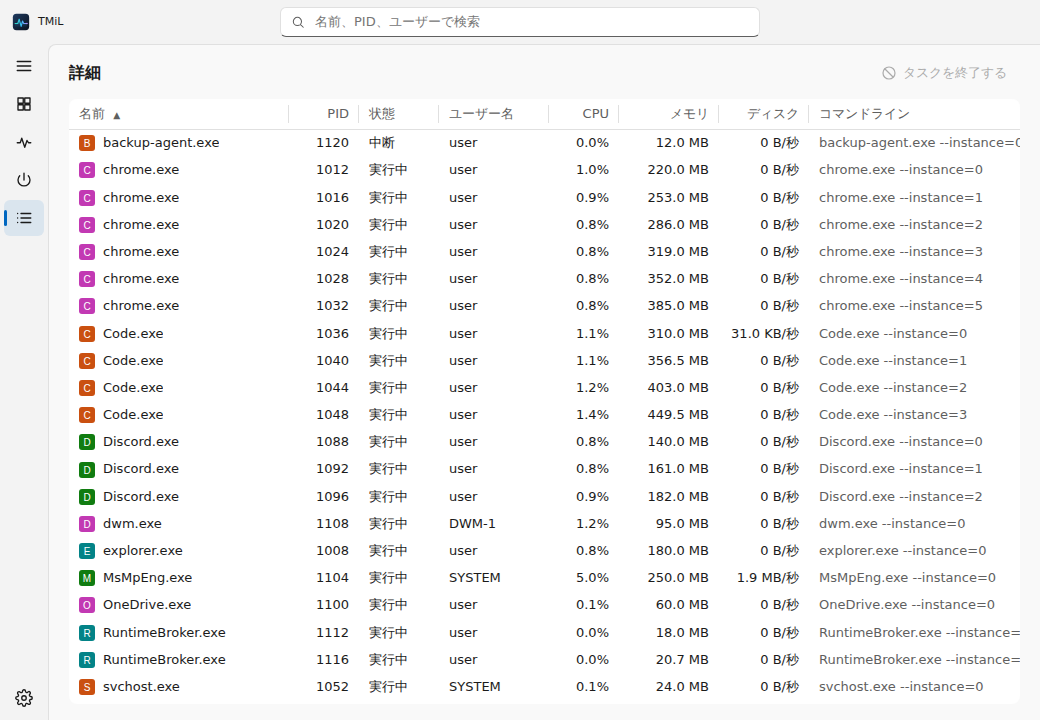 TMiL
名前、PID、ユーザーで検索
詳細
タスクを終了する
名前 ▲ PID 状態 ユーザー名 CPU メモリ ディスク コマンドライン
B backup-agent.exe 1120 中断 user 0.0% 12.0 MB 0 B/秒 backup-agent.exe --instance=0
C chrome.exe 1012 実行中 user 1.0% 220.0 MB 0 B/秒 chrome.exe --instance=0
C chrome.exe 1016 実行中 user 0.9% 253.0 MB 0 B/秒 chrome.exe --instance=1
C chrome.exe 1020 実行中 user 0.8% 286.0 MB 0 B/秒 chrome.exe --instance=2
C chrome.exe 1024 実行中 user 0.8% 319.0 MB 0 B/秒 chrome.exe --instance=3
C chrome.exe 1028 実行中 user 0.8% 352.0 MB 0 B/秒 chrome.exe --instance=4
C chrome.exe 1032 実行中 user 0.8% 385.0 MB 0 B/秒 chrome.exe --instance=5
C Code.exe 1036 実行中 user 1.1% 310.0 MB 31.0 KB/秒 Code.exe --instance=0
C Code.exe 1040 実行中 user 1.1% 356.5 MB 0 B/秒 Code.exe --instance=1
C Code.exe 1044 実行中 user 1.2% 403.0 MB 0 B/秒 Code.exe --instance=2
C Code.exe 1048 実行中 user 1.4% 449.5 MB 0 B/秒 Code.exe --instance=3
D Discord.exe 1088 実行中 user 0.8% 140.0 MB 0 B/秒 Discord.exe --instance=0
D Discord.exe 1092 実行中 user 0.8% 161.0 MB 0 B/秒 Discord.exe --instance=1
D Discord.exe 1096 実行中 user 0.9% 182.0 MB 0 B/秒 Discord.exe --instance=2
D dwm.exe 1108 実行中 DWM-1 1.2% 95.0 MB 0 B/秒 dwm.exe --instance=0
E explorer.exe 1008 実行中 user 0.8% 180.0 MB 0 B/秒 explorer.exe --instance=0
M MsMpEng.exe 1104 実行中 SYSTEM 5.0% 250.0 MB 1.9 MB/秒 MsMpEng.exe --instance=0
O OneDrive.exe 1100 実行中 user 0.1% 60.0 MB 0 B/秒 OneDrive.exe --instance=0
R RuntimeBroker.exe 1112 実行中 user 0.0% 18.0 MB 0 B/秒 RuntimeBroker.exe --instance=
R RuntimeBroker.exe 1116 実行中 user 0.0% 20.7 MB 0 B/秒 RuntimeBroker.exe --instance=
S svchost.exe 1052 実行中 SYSTEM 0.1% 24.0 MB 0 B/秒 svchost.exe --instance=0